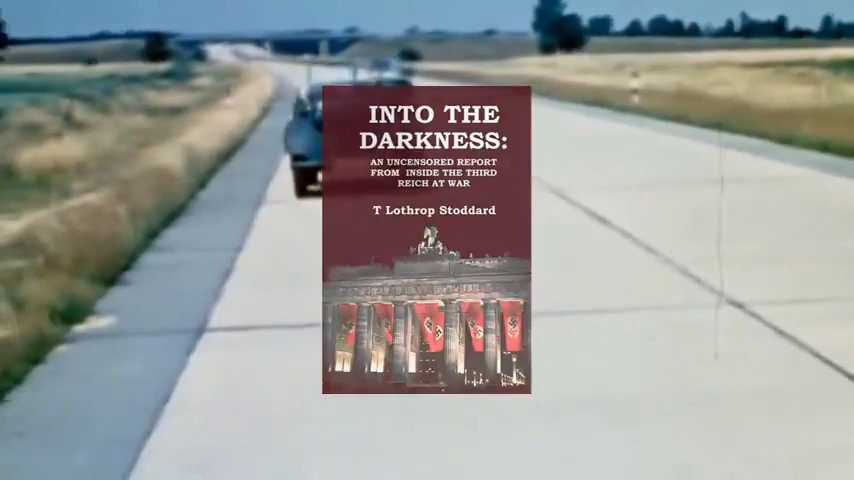 INTO THE
DARKNESS:
AN UNCENSORED REPORT
FROM INSIDE THE THIRD
REICH AT WAR
T Lothrop Stoddard